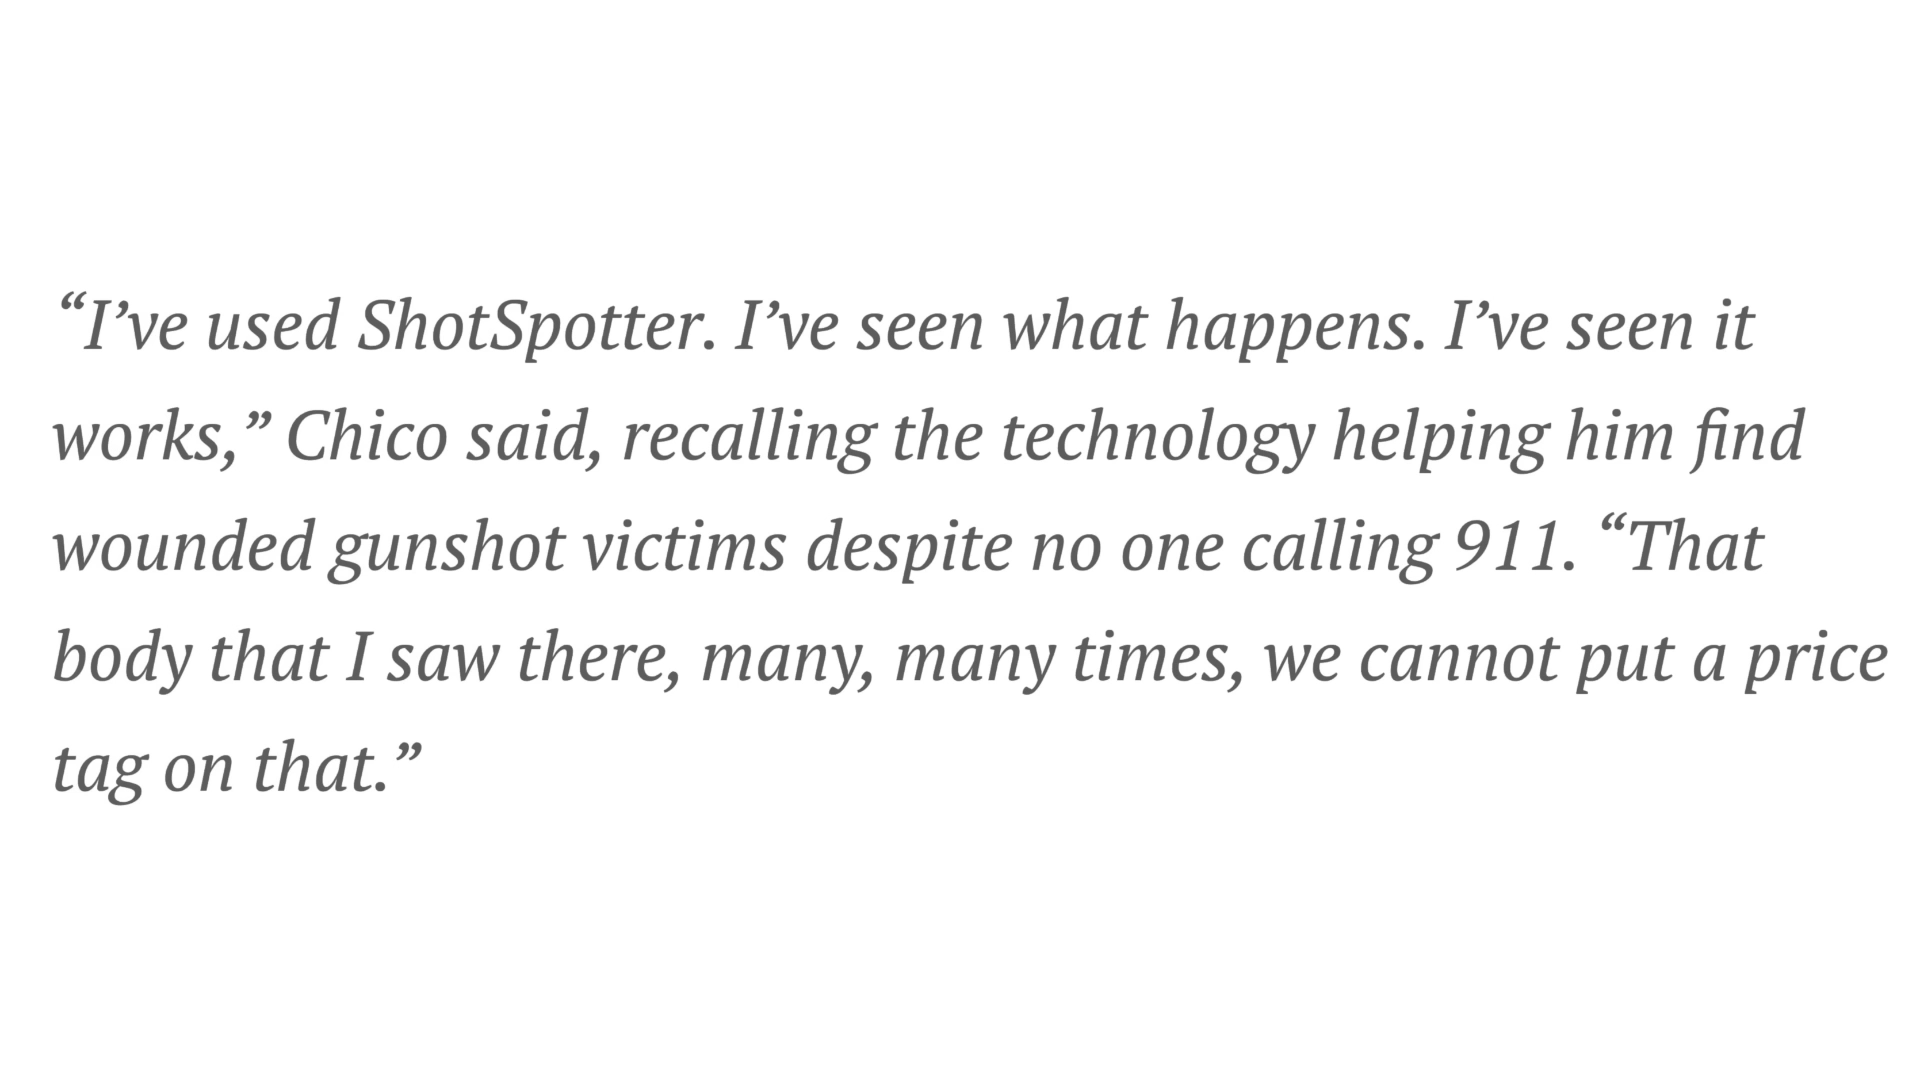 “I’ve used ShotSpotter. I’ve seen what happens. I’ve seen it
works,” Chico said, recalling the technology helping him find
wounded gunshot victims despite no one calling 911. “That
body that I saw there, many, many times, we cannot put a price
tag on that.”